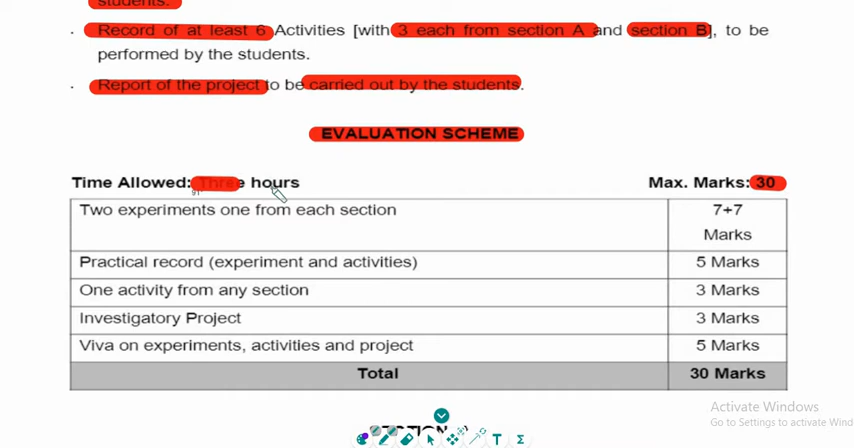 students.
· Record of at least 6 Activities [with 3 each from section A and section B], to be
performed by the students.
· Report of the project to be carried out by the students.
EVALUATION SCHEME
Time Allowed: Three hours Max. Marks: 30
Two experiments one from each section 7+7
Marks
Practical record (experiment and activities) 5 Marks
One activity from any section 3 Marks
Investigatory Project 3 Marks
Viva on experiments, activities and project 5 Marks
Total 30 Marks
Activate Windows
Go to Settings to activate Wind